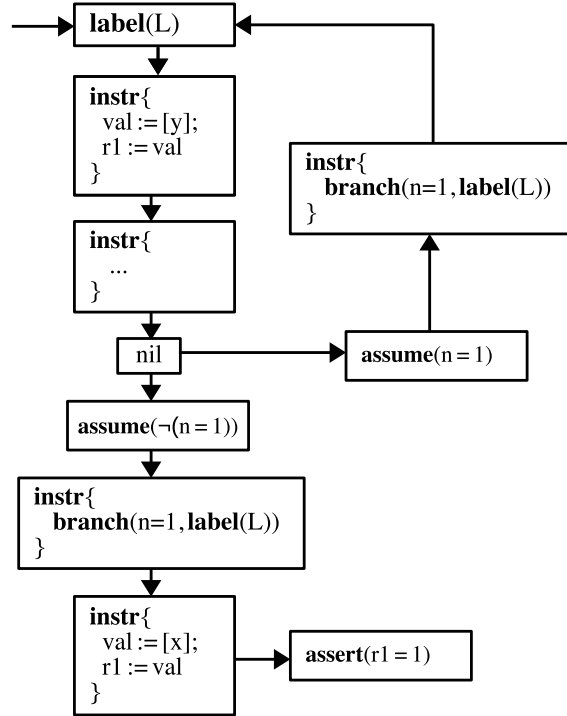 label(L)
instr{
val := [y];
r1 := val
}
instr{
...
}
nil
assume(n = 1)
instr{
branch(n=1, label(L))
}
assume(¬(n = 1))
instr{
branch(n=1, label(L))
}
instr{
val := [x];
r1 := val
}
assert(r1 = 1)